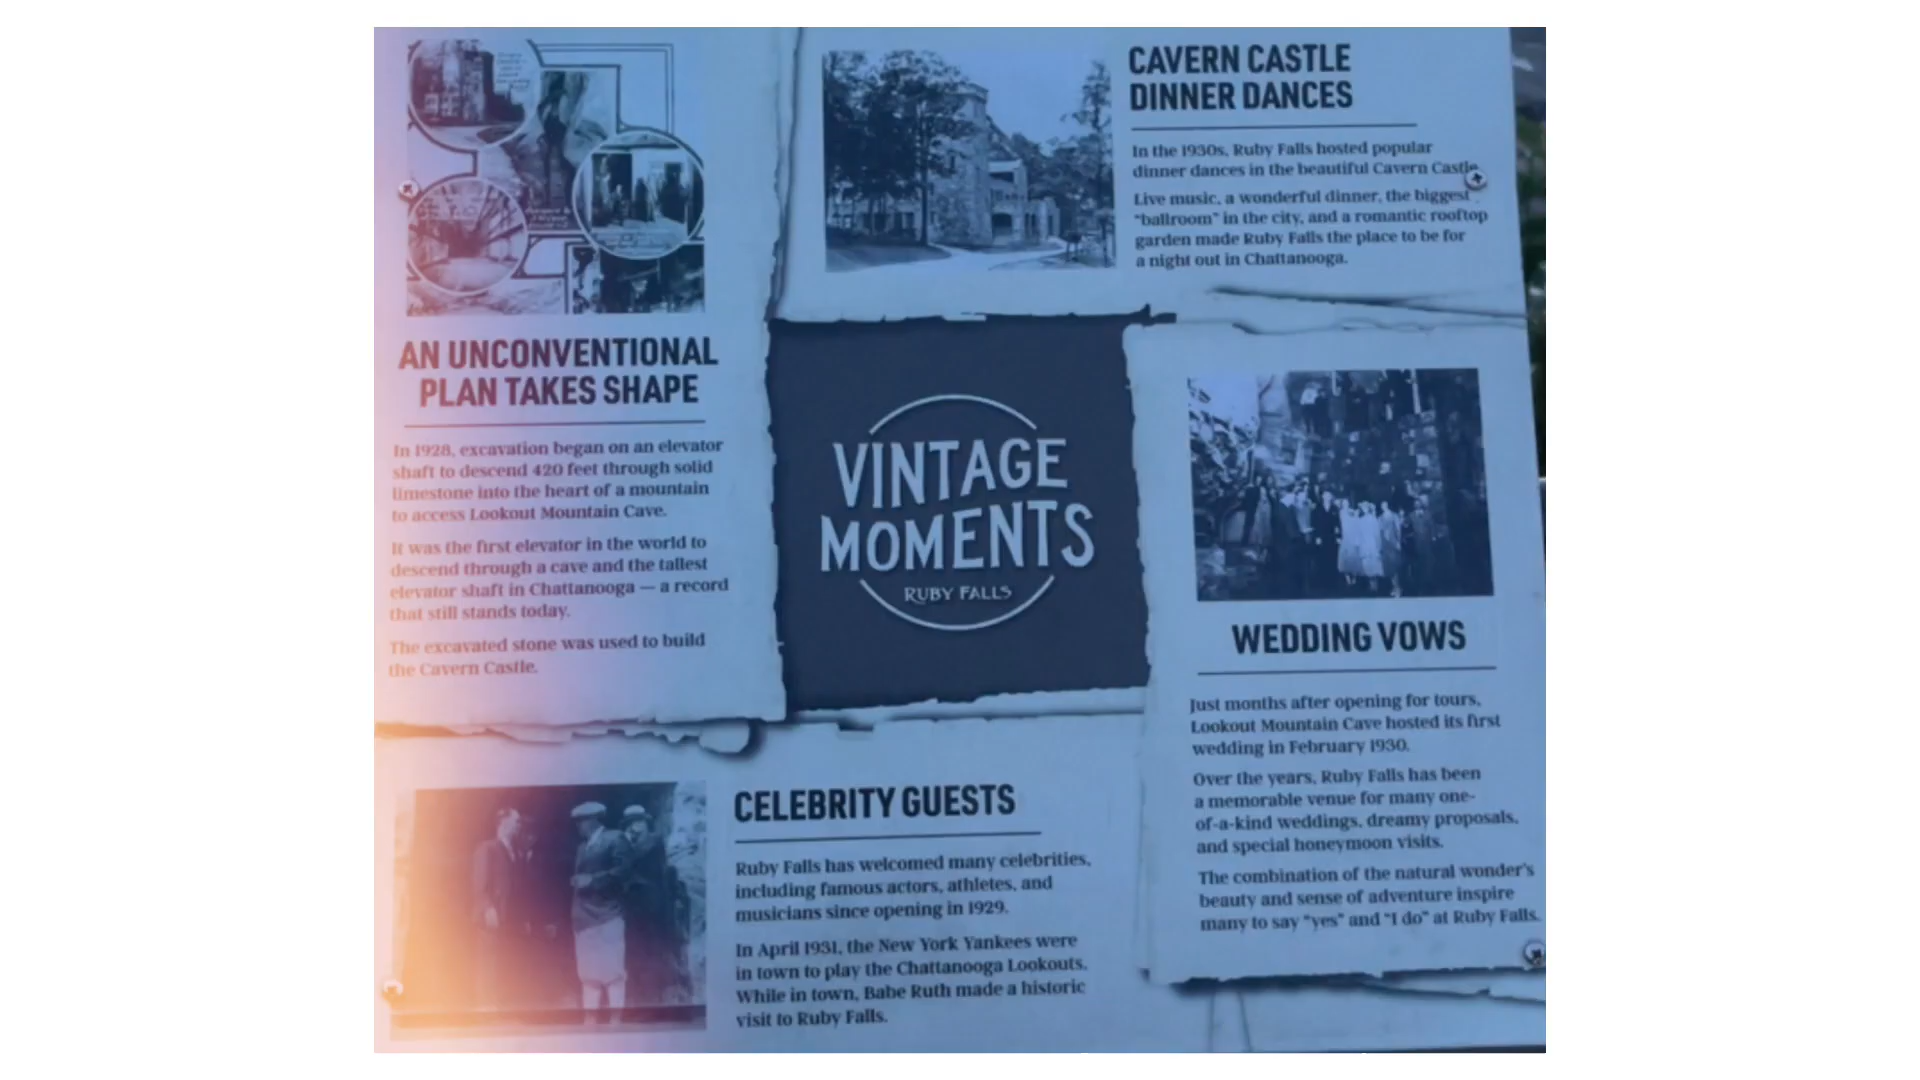 AN UNCONVENTIONAL
PLAN TAKES SHAPE
In 1928, excavation began on an elevator
shaft to descend 420 feet through solid
limestone into the heart of a mountain
to access Lookout Mountain Cave.
It was the first elevator in the world to
descend through a cave and the tallest
elevator shaft in Chattanooga — a record
that still stands today.
The excavated stone was used to build
the Cavern Castle.
CAVERN CASTLE
DINNER DANCES
In the 1930s, Ruby Falls hosted popular
dinner dances in the beautiful Cavern Castle.
Live music, a wonderful dinner, the biggest
"ballroom" in the city, and a romantic rooftop
garden made Ruby Falls the place to be for
a night out in Chattanooga.
VINTAGE
MOMENTS
RUBY FALLS
WEDDING VOWS
Just months after opening for tours,
Lookout Mountain Cave hosted its first
wedding in February 1930.
Over the years, Ruby Falls has been
a memorable venue for many one-
of-a-kind weddings, dreamy proposals,
and special honeymoon visits.
The combination of the natural wonder's
beauty and sense of adventure inspire
many to say "yes" and "I do" at Ruby Falls.
CELEBRITY GUESTS
Ruby Falls has welcomed many celebrities,
including famous actors, athletes, and
musicians since opening in 1929.
In April 1931, the New York Yankees were
in town to play the Chattanooga Lookouts.
While in town, Babe Ruth made a historic
visit to Ruby Falls.